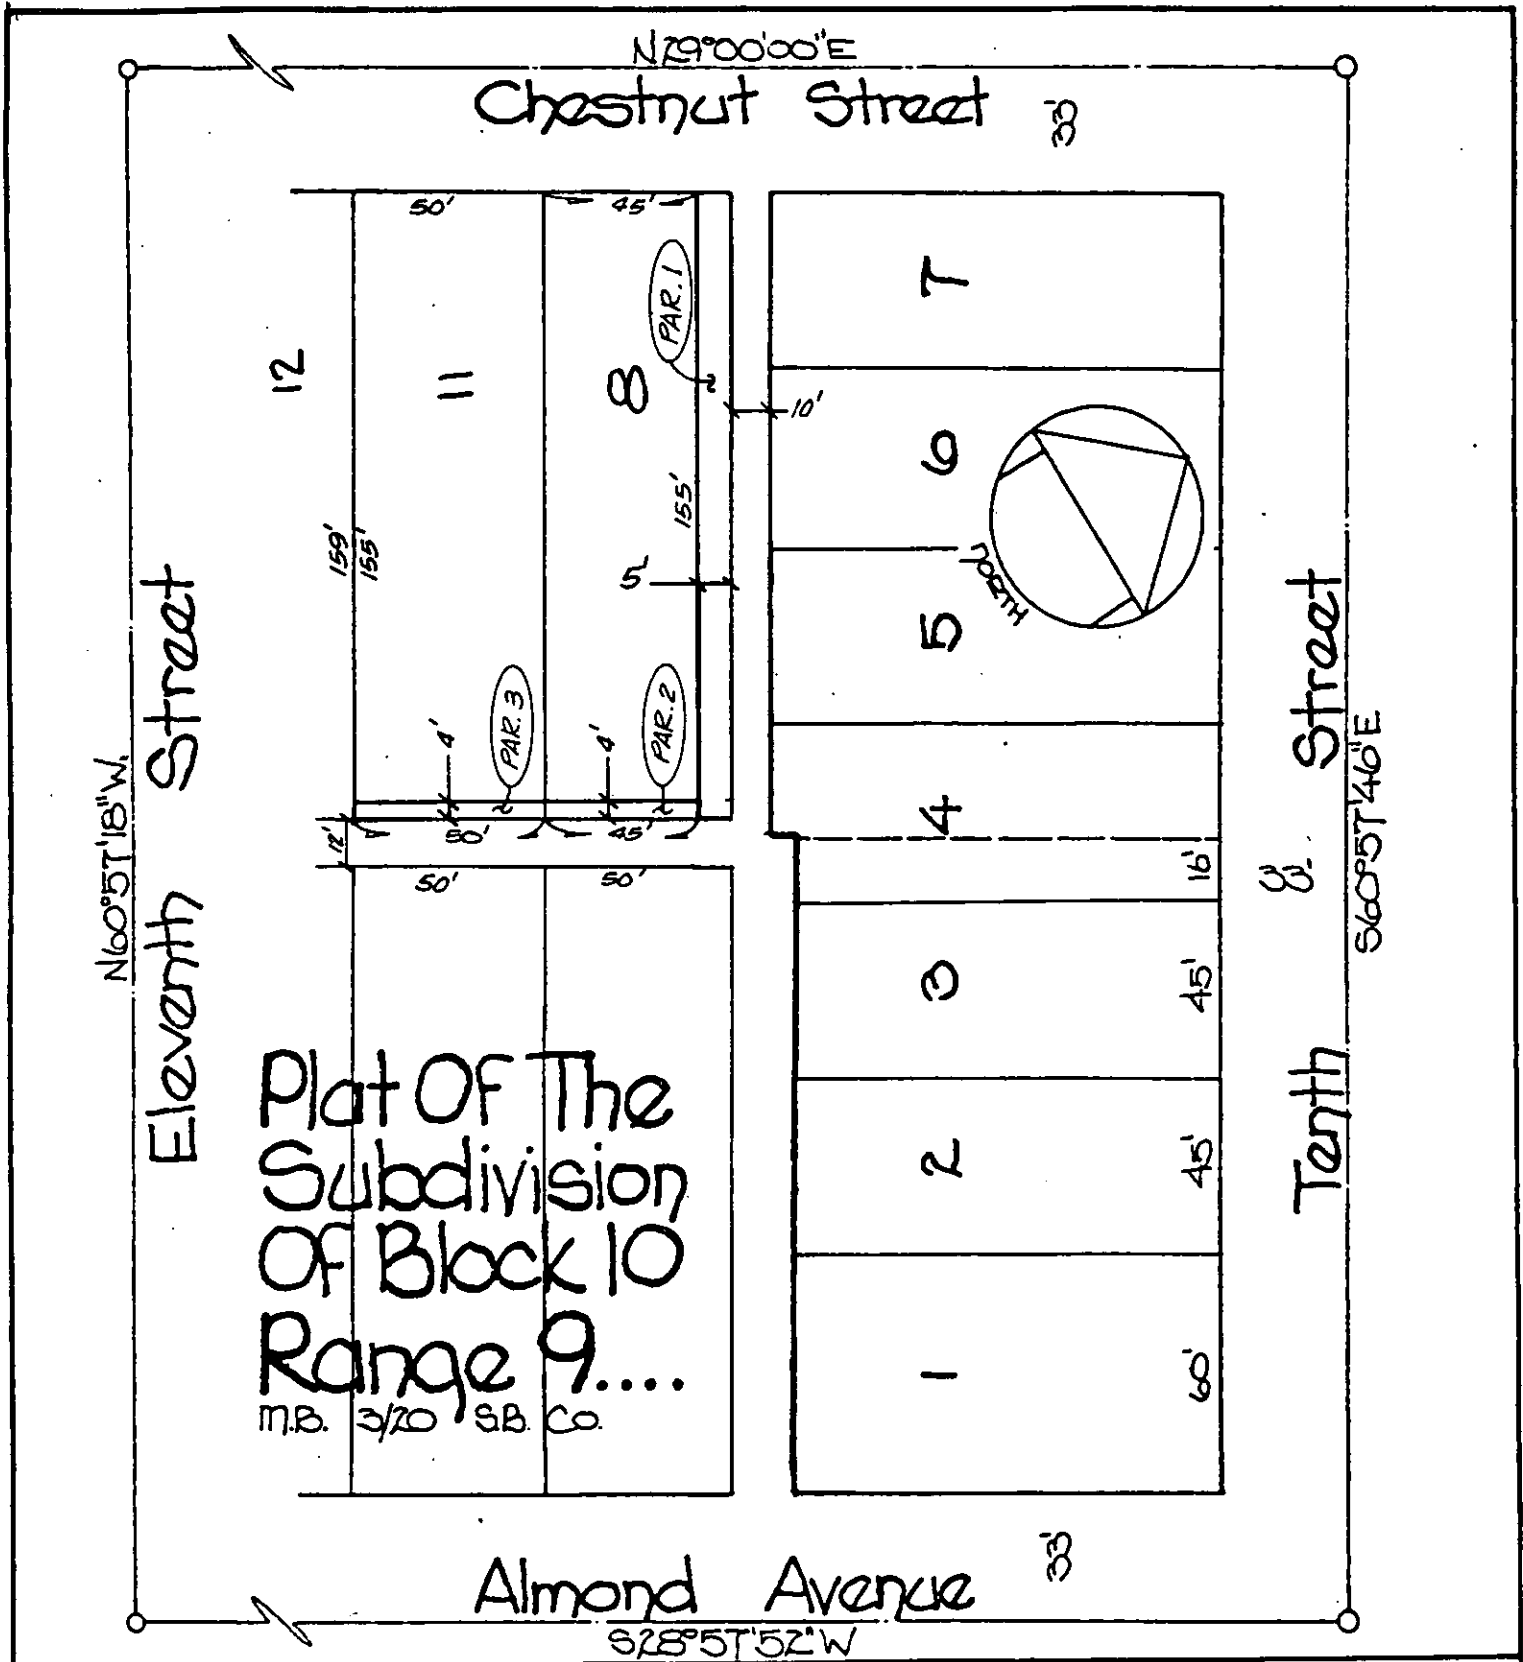 N29°00'00"E
Chestnut Street
33'
50'
45'
7
PAR. 1
12
11
8
10'
6
155'
159'
155'
5'
NORTH
5
Eleventh Street
Tenth Street
N60°57'18"W.
S60°57'46"E
4'
PAR. 3
4'
PAR. 2
4
12'
50'
45'
16'
33'
50'
50'
3
45'
Plat Of The
Subdivision
Of Block 10
Range 9....
M.B. 3/20 S.B. Co.
2
45'
1
60'
33'
Almond Avenue
S28°57'52"W